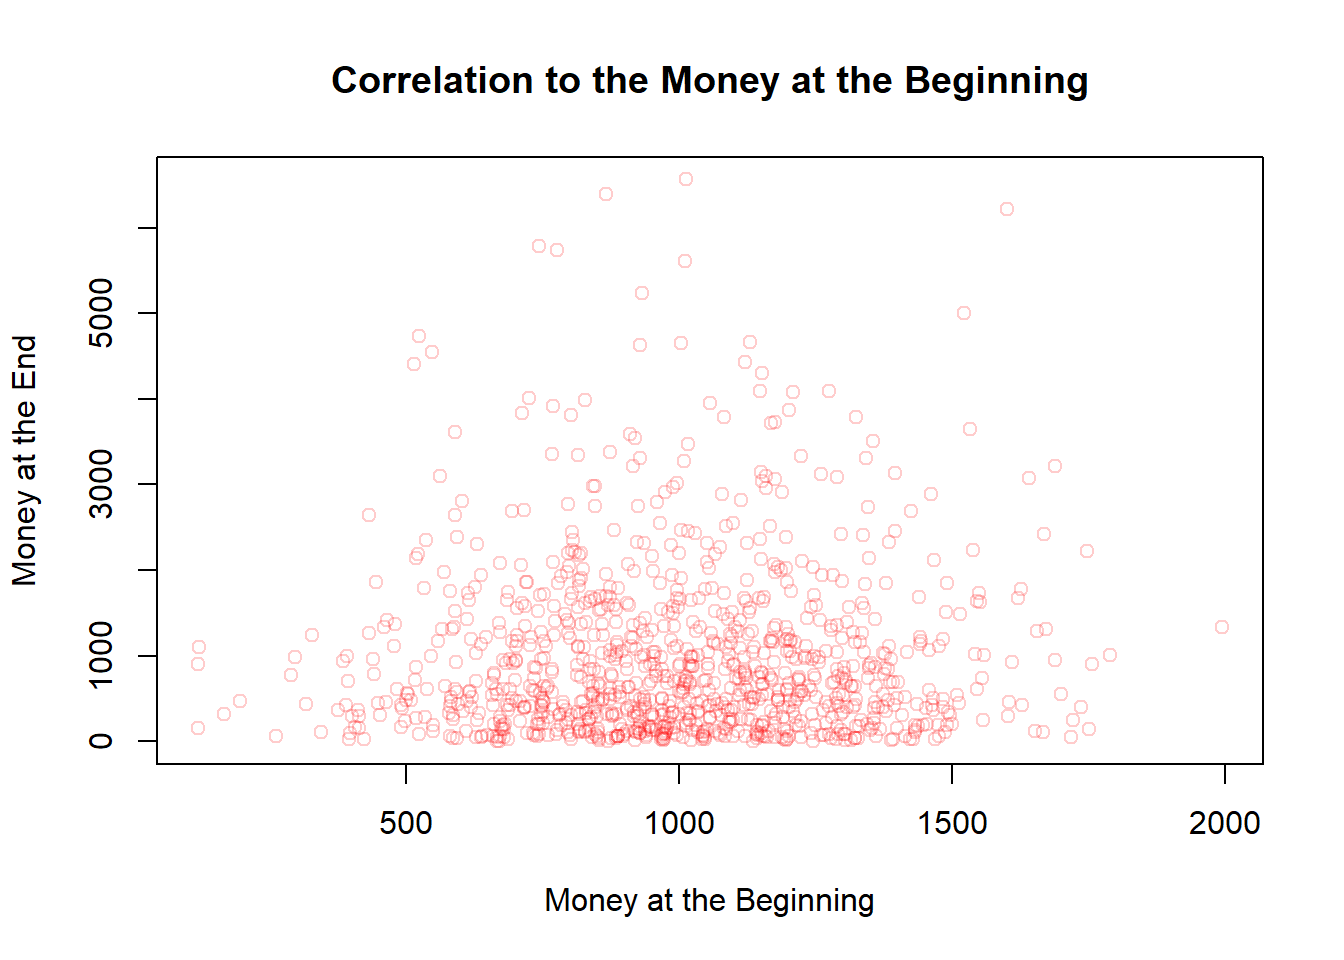 Correlation to the Money at the Beginning
Money at the End
5000
3000
1000
0
500 1000 1500 2000
Money at the Beginning